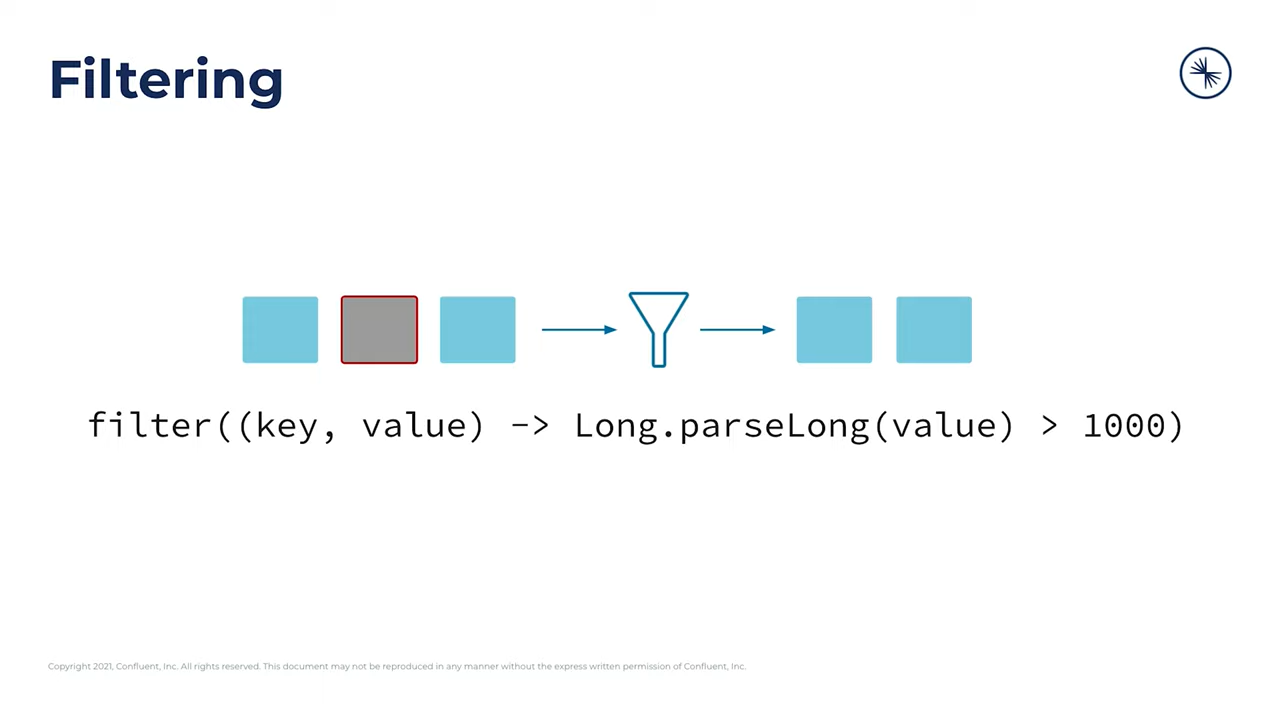 Filtering
filter((key, value) -> Long.parseLong(value) > 1000)
Copyright 2021, Confluent, Inc. All rights reserved. This document may not be reproduced in any manner without the express written permission of Confluent, Inc.